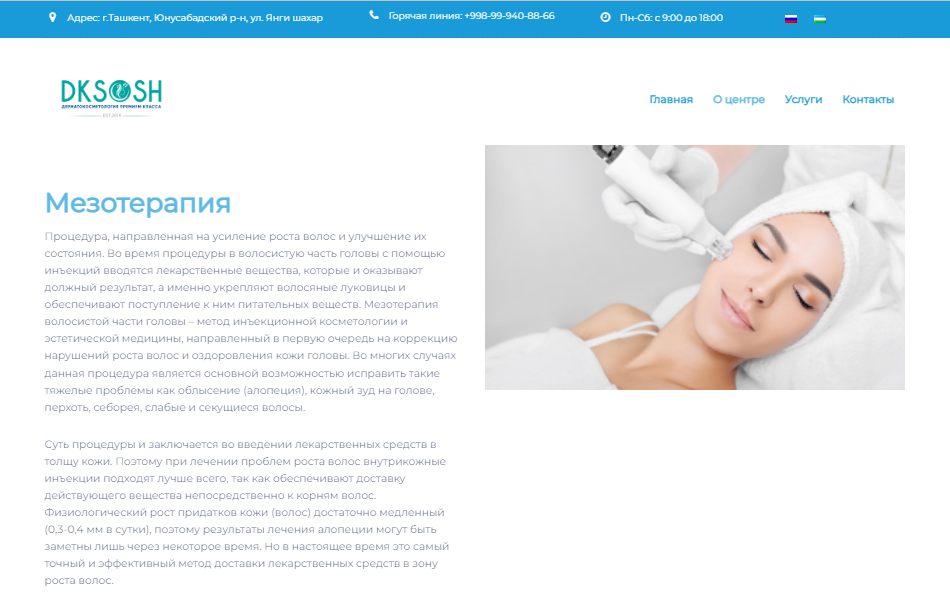 Адрес: г.Ташкент, Юнусабадский р-н, ул. Янги шахар
Горячая линия: +998-99-940-88-66
Пн-Сб: с 9:00 до 18:00
DKSOSH
ДЕРМАТОКОСМЕТОЛОГИЯ ПРЕМИУМ КЛАССА
Главная
О центре
Услуги
Контакты
Мезотерапия
Процедура, направленная на усиление роста волос и улучшение их
состояния. Во время процедуры в волосистую часть головы с помощью
инъекций вводятся лекарственные вещества, которые и оказывают
должный результат, а именно укрепляют волосяные луковицы и
обеспечивают поступление к ним питательных веществ. Мезотерапия
волосистой части головы – метод инъекционной косметологии и
эстетической медицины, направленный в первую очередь на коррекцию
нарушений роста волос и оздоровления кожи головы. Во многих случаях
данная процедура является основной возможностью исправить такие
тяжелые проблемы как облысение (алопеция), кожный зуд на голове,
перхоть, себорея, слабые и секущиеся волосы.
Суть процедуры и заключается во введении лекарственных средств в
толщу кожи. Поэтому при лечении проблем роста волос внутрикожные
инъекции подходят лучше всего, так как обеспечивают доставку
действующего вещества непосредственно к корням волос.
Физиологический рост придатков кожи (волос) достаточно медленный
(0,3-0,4 мм в сутки), поэтому результаты лечения алопеции могут быть
заметны лишь через некоторое время. Но в настоящее время это самый
точный и эффективный метод доставки лекарственных средств в зону
роста волос.